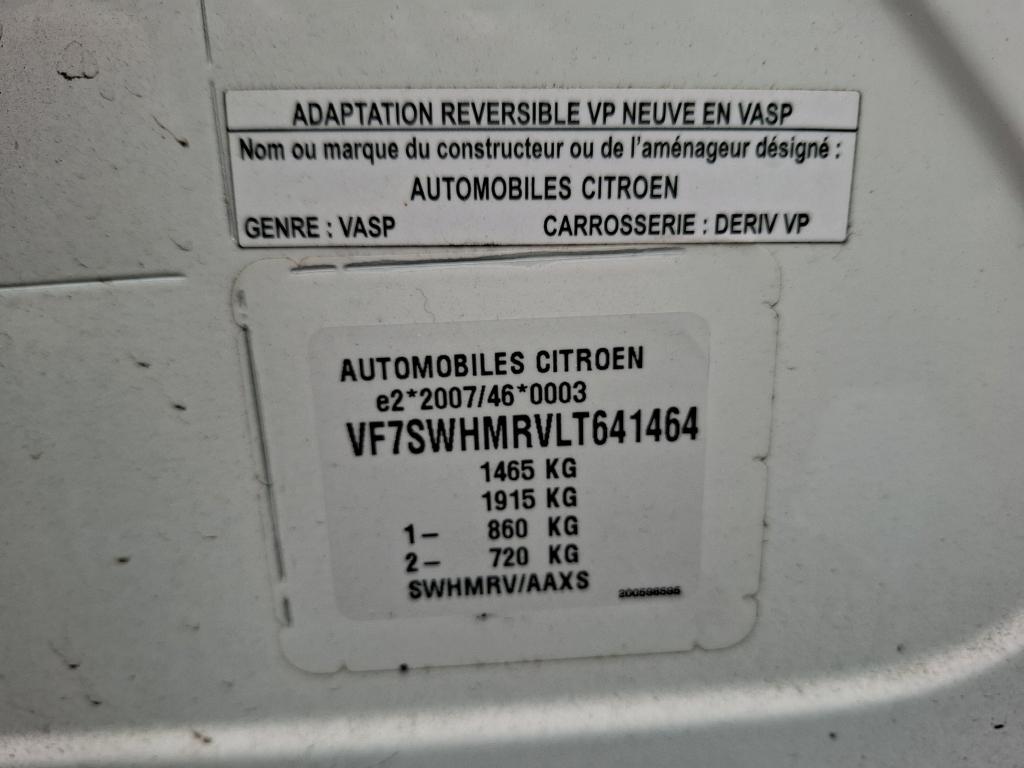 ADAPTATION REVERSIBLE VP NEUVE EN VASP
Nom ou marque du constructeur ou de l'aménageur désigné :
AUTOMOBILES CITROEN
GENRE : VASP CARROSSERIE : DERIV VP
AUTOMOBILES CITROEN
e2*2007/46*0003
VF7SWHMRVLT641464
1465 KG
1915 KG
1– 860 KG
2– 720 KG
SWHMRV/AAXS